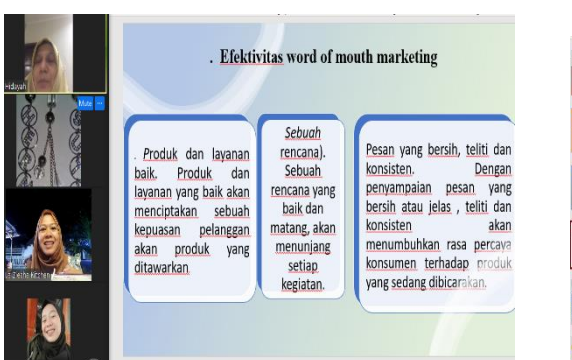 . Efektivitas word of mouth marketing
. Produk dan layanan
baik. Produk dan
layanan yang baik akan
menciptakan sebuah
kepuasan pelanggan
akan produk yang
ditawarkan
Sebuah
rencana).
Sebuah
rencana yang
baik dan
matang, akan
menunjang
setiap
kegiatan.
Pesan yang bersih, teliti dan
konsisten. Dengan
penyampaian pesan yang
bersih atau jelas , teliti dan
konsisten akan
menumbuhkan rasa percaya
konsumen terhadap produk
yang sedang dibicarakan.
Hidayah
Mute